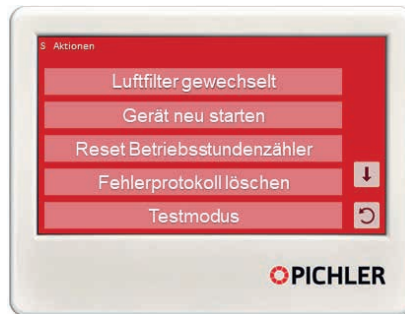 S Aktionen
Luftfilter gewechselt
Gerät neu starten
Reset Betriebsstundenzähler
Fehlerprotokoll löschen
Testmodus
PICHLER